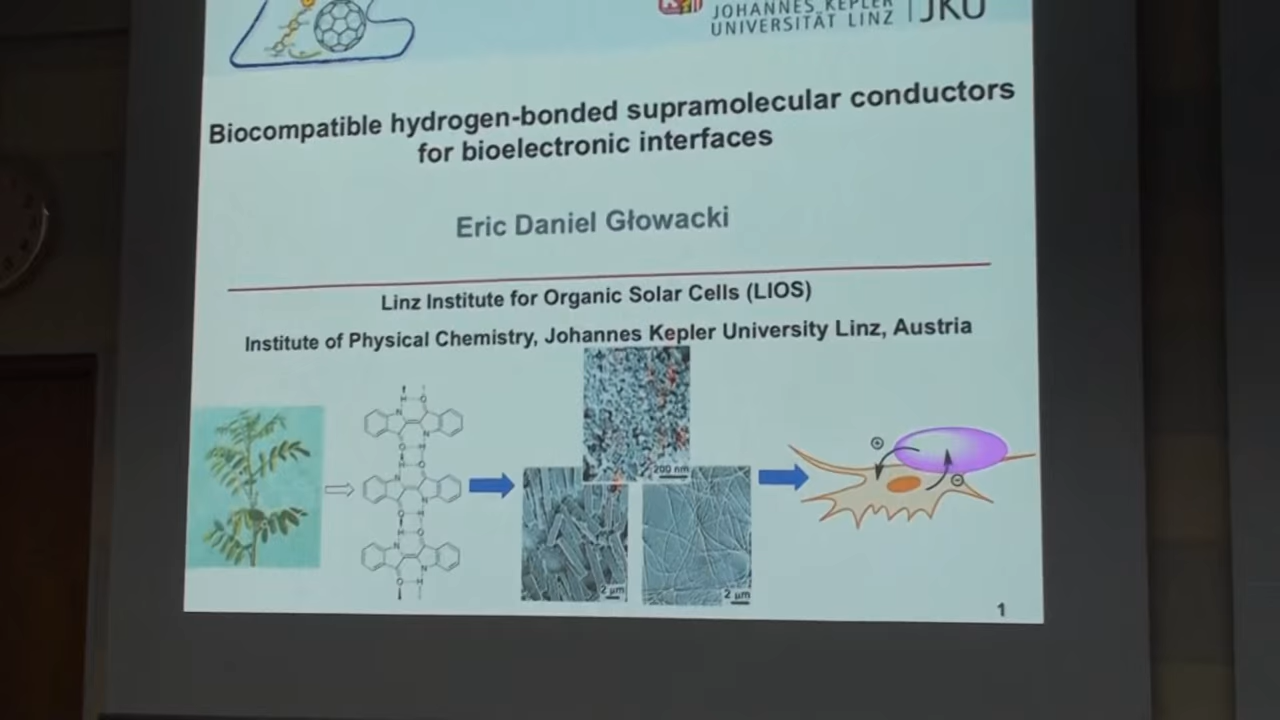 JOHANNES KEPLER
UNIVERSITÄT LINZ
JKU
Biocompatible hydrogen-bonded supramolecular conductors
for bioelectronic interfaces
Eric Daniel Głowacki
Linz Institute for Organic Solar Cells (LIOS)
Institute of Physical Chemistry, Johannes Kepler University Linz, Austria
200 nm
2 µm
2 µm
1